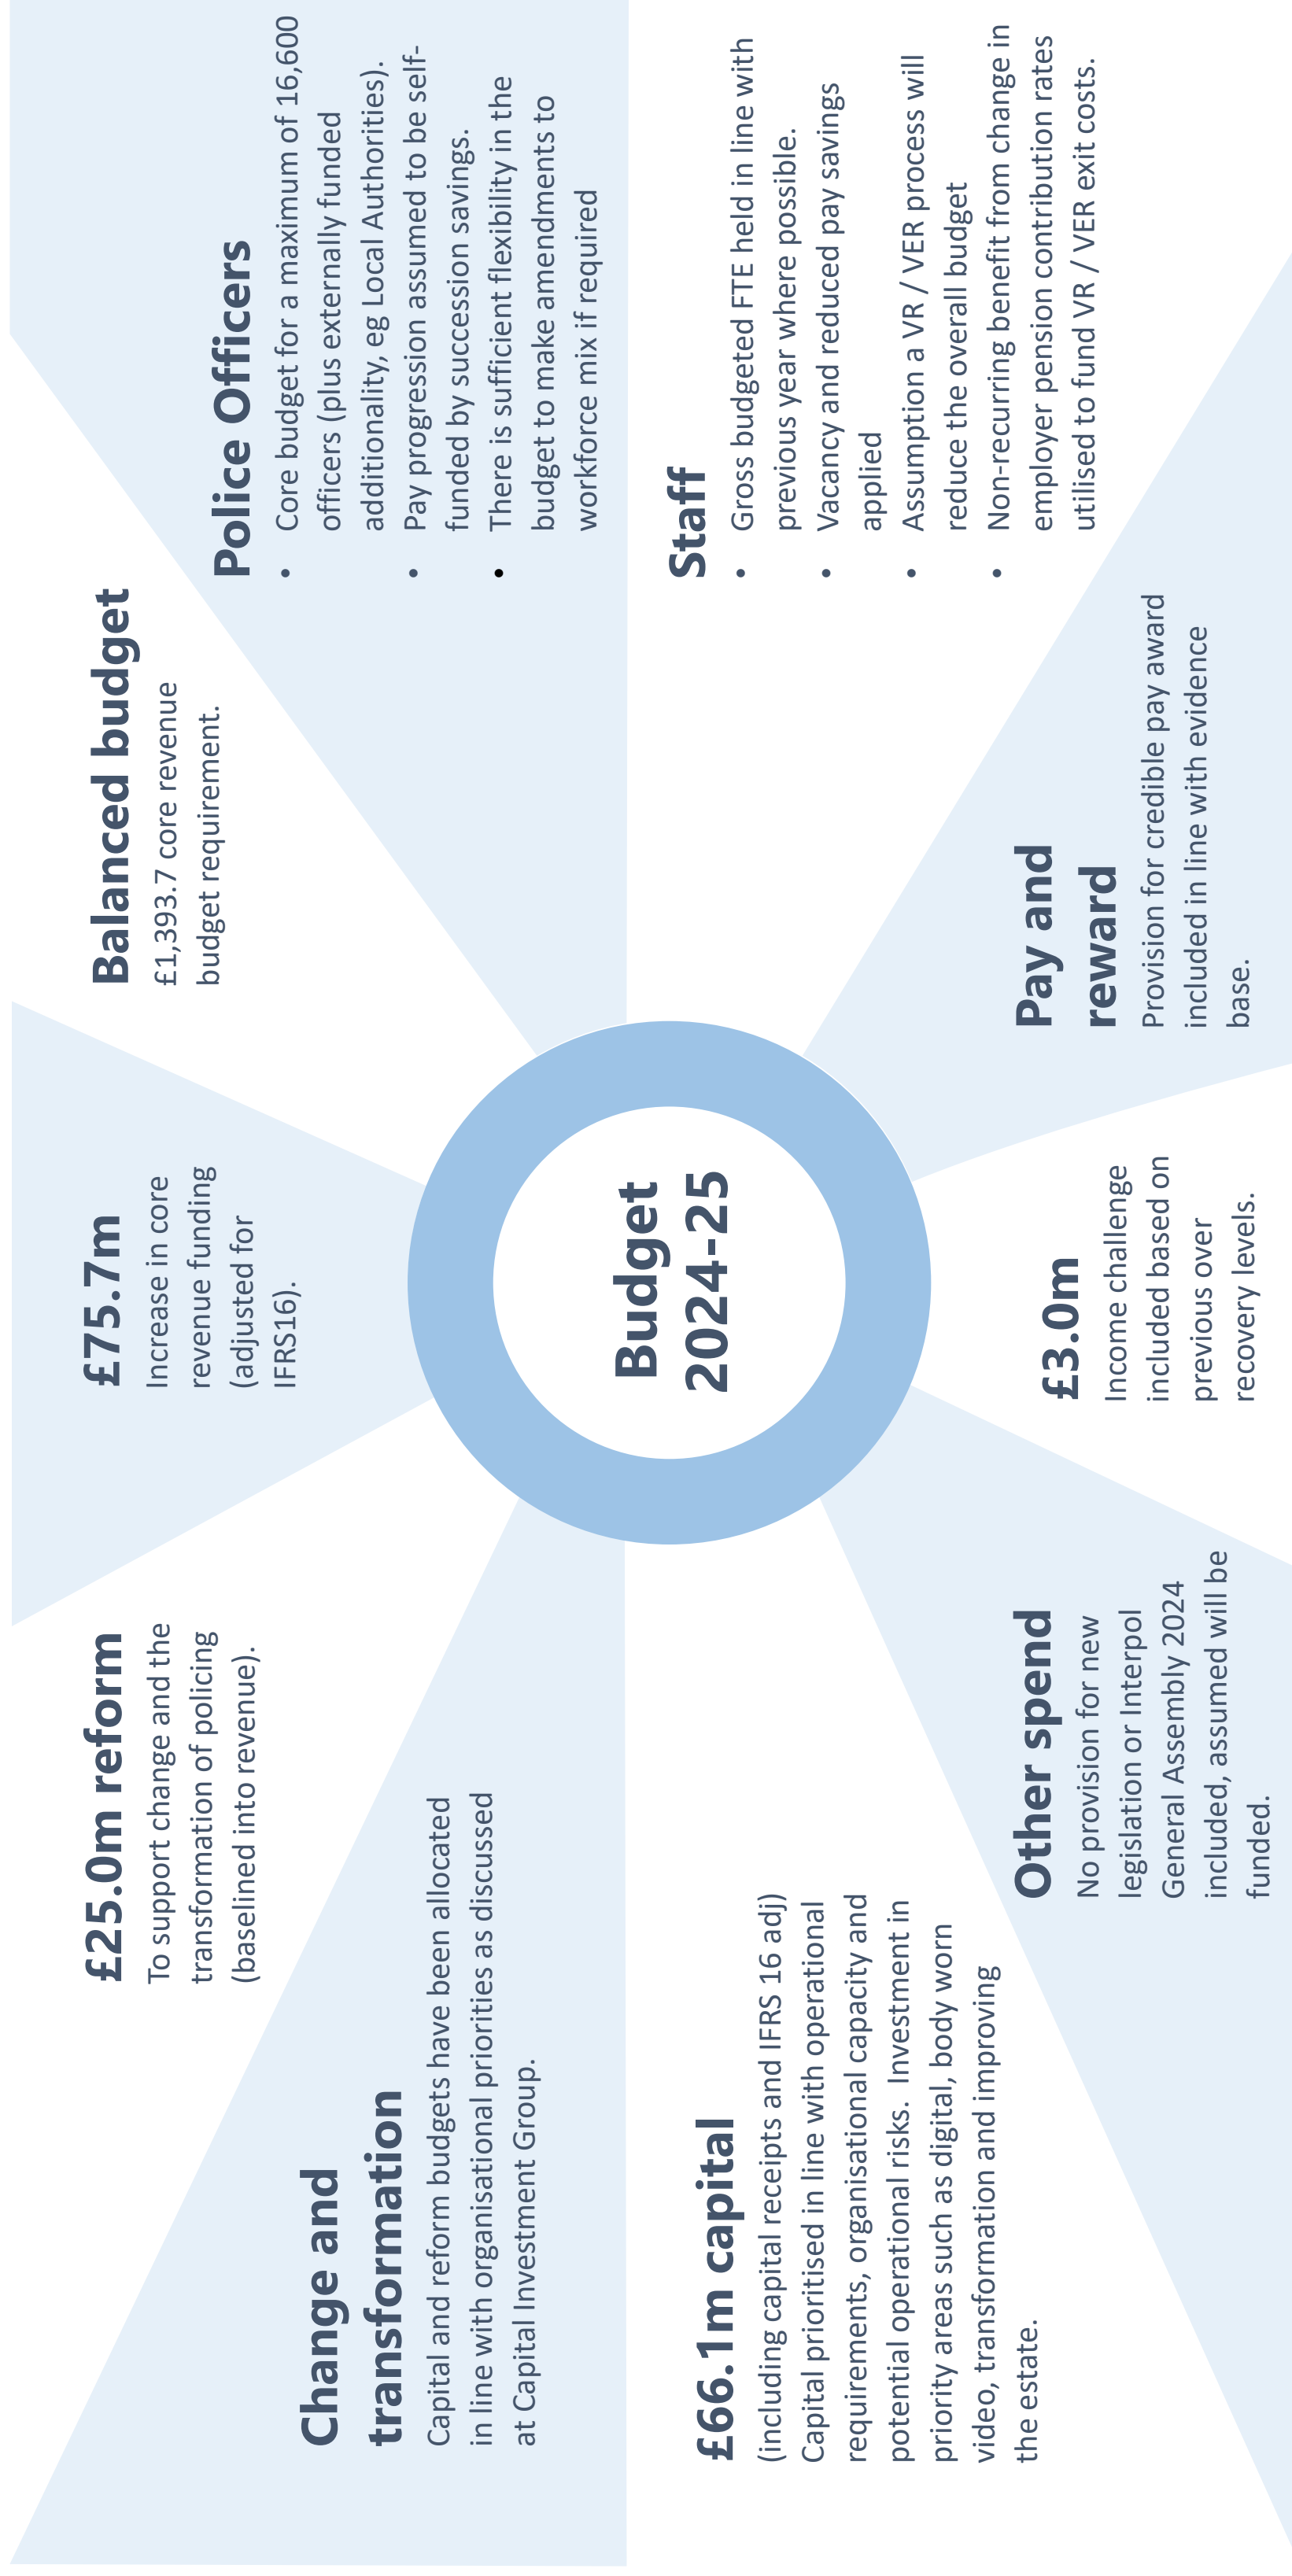 £25.0m reform
To support change and the
transformation of policing
(baselined into revenue).
£75.7m
Increase in core
revenue funding
(adjusted for
IFRS16).
Balanced budget
£1,393.7 core revenue
budget requirement.
Change and
transformation
Capital and reform budgets have been allocated
in line with organisational priorities as discussed
at Capital Investment Group.
Police Officers
• Core budget for a maximum of 16,600
officers (plus externally funded
additionality, eg Local Authorities).
• Pay progression assumed to be self-
funded by succession savings.
• There is sufficient flexibility in the
budget to make amendments to
workforce mix if required
Budget
2024-25
£66.1m capital
(including capital receipts and IFRS 16 adj)
Capital prioritised in line with operational
requirements, organisational capacity and
potential operational risks. Investment in
priority areas such as digital, body worn
video, transformation and improving
the estate.
Staff
• Gross budgeted FTE held in line with
previous year where possible.
• Vacancy and reduced pay savings
applied
• Assumption a VR / VER process will
reduce the overall budget
• Non-recurring benefit from change in
employer pension contribution rates
utilised to fund VR / VER exit costs.
Other spend
No provision for new
legislation or Interpol
General Assembly 2024
included, assumed will be
funded.
£3.0m
Income challenge
included based on
previous over
recovery levels.
Pay and
reward
Provision for credible pay award
included in line with evidence
base.